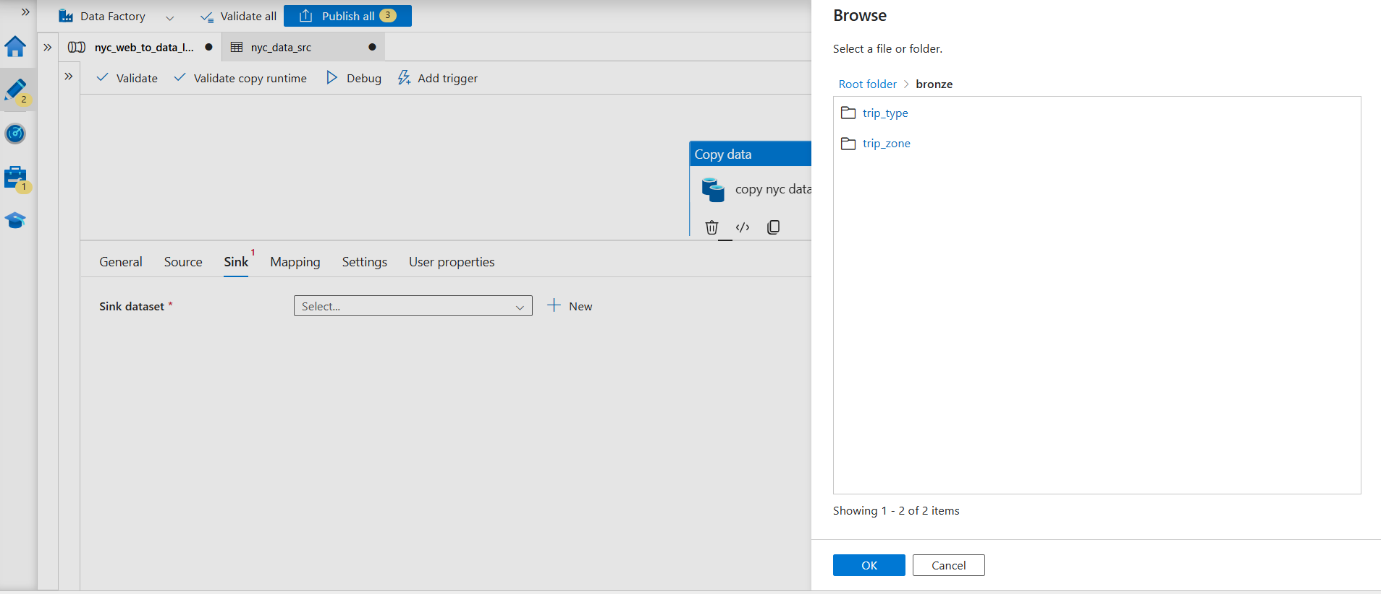 Data Factory
Validate all
Publish all 3
nyc_web_to_data_l...
nyc_data_src
Validate
Validate copy runtime
Debug
Add trigger
2
1
Copy data
copy nyc data
General
Source
Sink 1
Mapping
Settings
User properties
Sink dataset *
Select...
New
Browse
Select a file or folder.
Root folder > bronze
trip_type
trip_zone
Showing 1 - 2 of 2 items
OK
Cancel